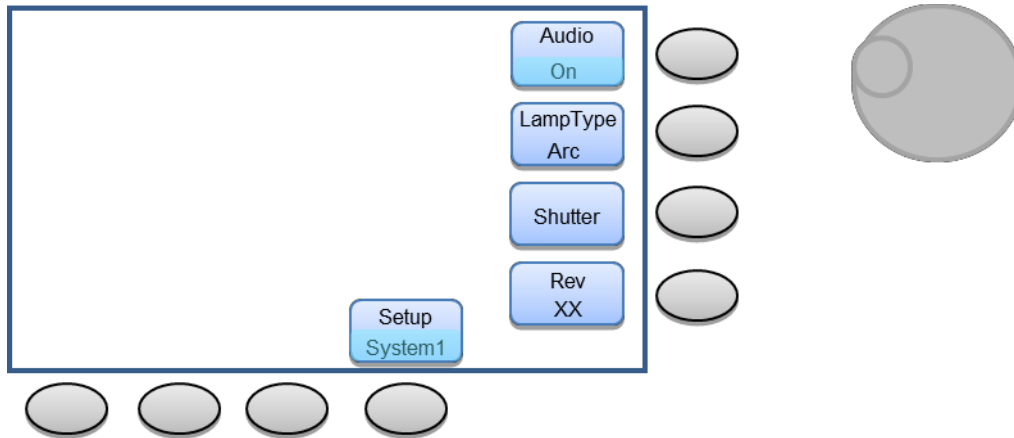 Audio
On
LampType
Arc
Shutter
Rev
XX
Setup
System1